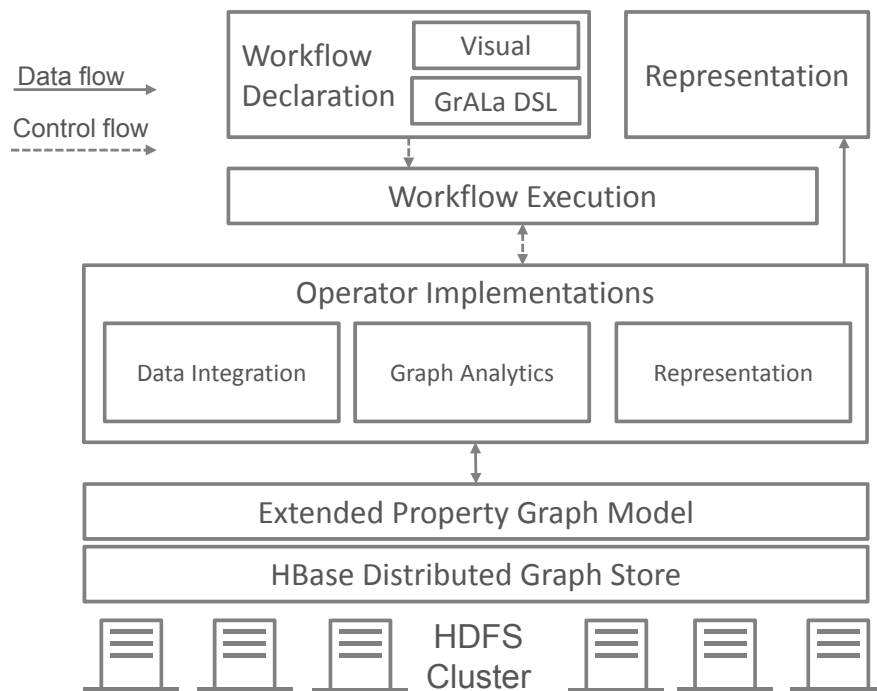 Workflow
Declaration
Visual
GrALa DSL
Representation
Data flow
Control flow
Workflow Execution
Operator Implementations
Data Integration
Graph Analytics
Representation
Extended Property Graph Model
HBase Distributed Graph Store
HDFS
Cluster